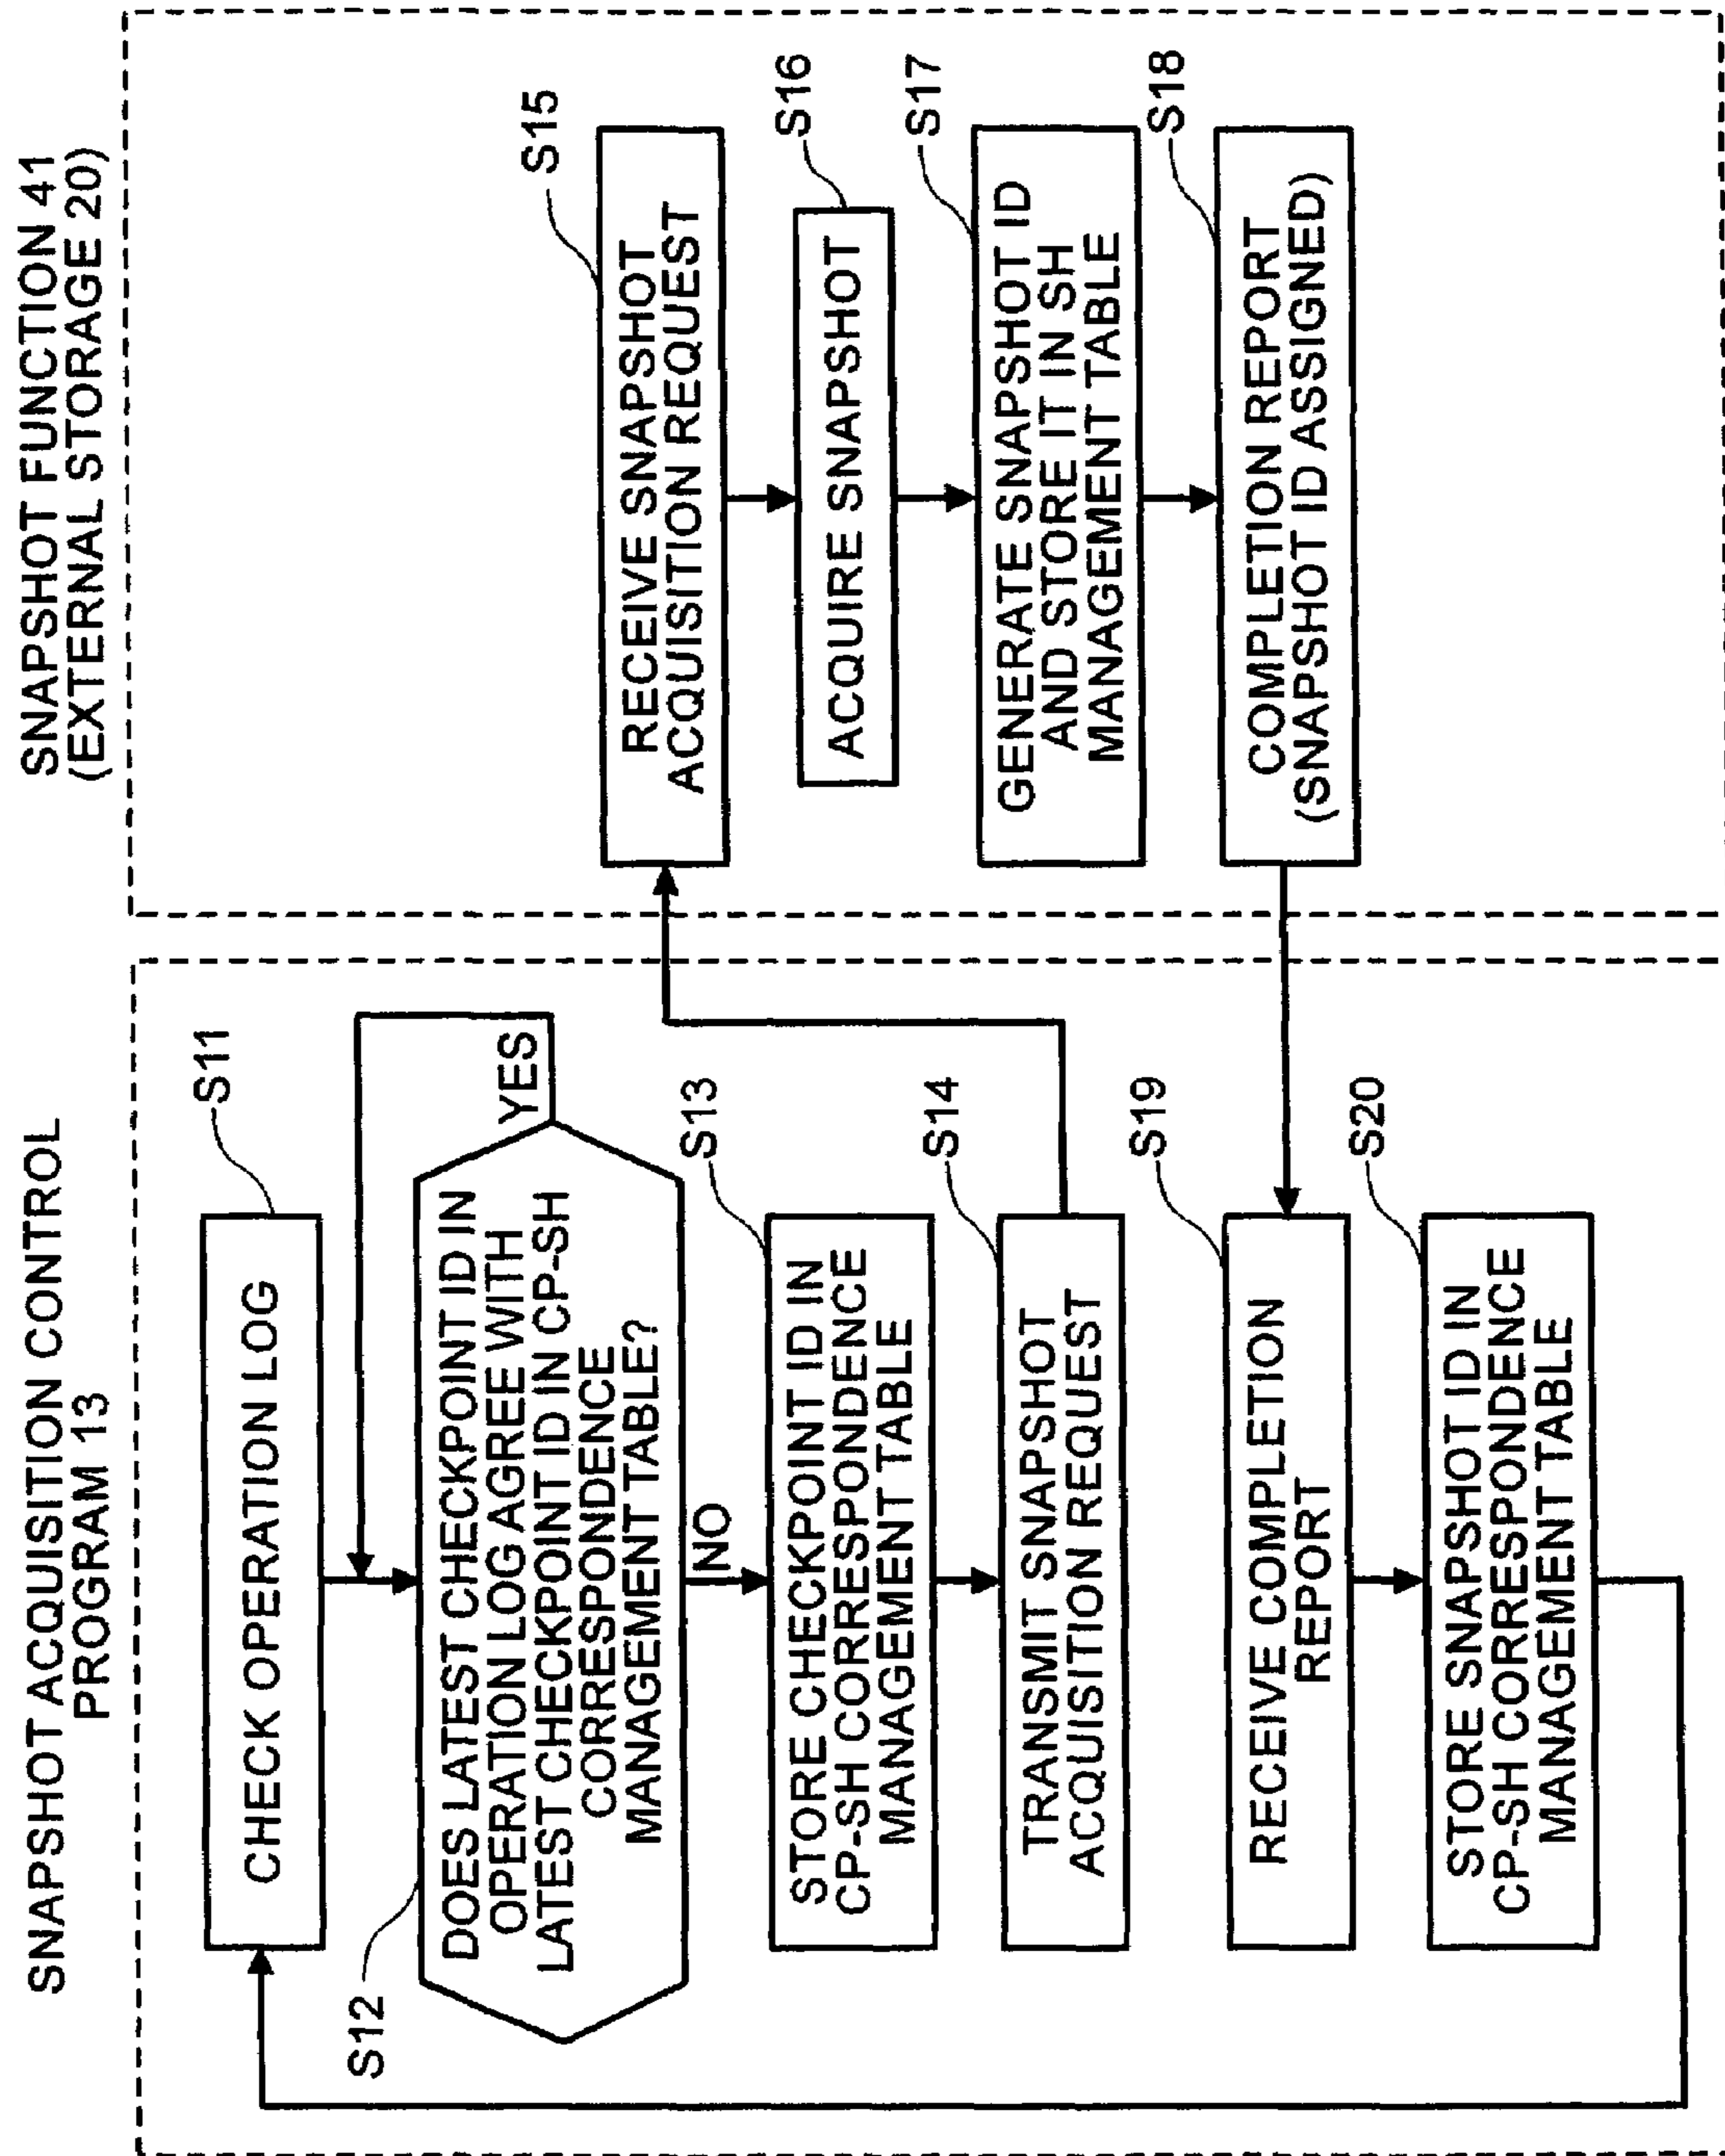 SNAPSHOT ACQUISITION CONTROL
PROGRAM 13
S11
CHECK OPERATION LOG
S12
DOES LATEST CHECKPOINT ID IN
OPERATION LOG AGREE WITH
LATEST CHECKPOINT ID IN CP-SH
CORRESPONDENCE
MANAGEMENT TABLE?
YES
NO
S13
STORE CHECKPOINT ID IN
CP-SH CORRESPONDENCE
MANAGEMENT TABLE
S14
TRANSMIT SNAPSHOT
ACQUISITION REQUEST
S19
RECEIVE COMPLETION
REPORT
S20
STORE SNAPSHOT ID IN
CP-SH CORRESPONDENCE
MANAGEMENT TABLE
SNAPSHOT FUNCTION 41
(EXTERNAL STORAGE 20)
S15
RECEIVE SNAPSHOT
ACQUISITION REQUEST
S16
ACQUIRE SNAPSHOT
S17
GENERATE SNAPSHOT ID
AND STORE IT IN SH
MANAGEMENT TABLE
S18
COMPLETION REPORT
(SNAPSHOT ID ASSIGNED)